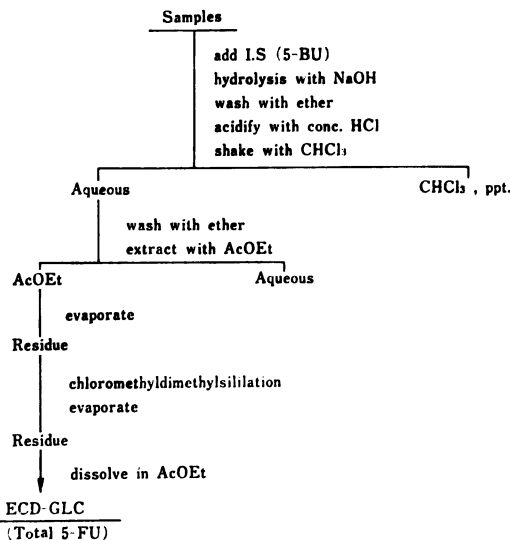 Samples
add I.S (5-BU)
hydrolysis with NaOH
wash with ether
acidify with conc. HCl
shake with CHCl₃
Aqueous
CHCl₃ , ppt.
wash with ether
extract with AcOEt
AcOEt
Aqueous
evaporate
Residue
chloromethyldimethylsililation
evaporate
Residue
dissolve in AcOEt
ECD-GLC
(Total 5-FU)